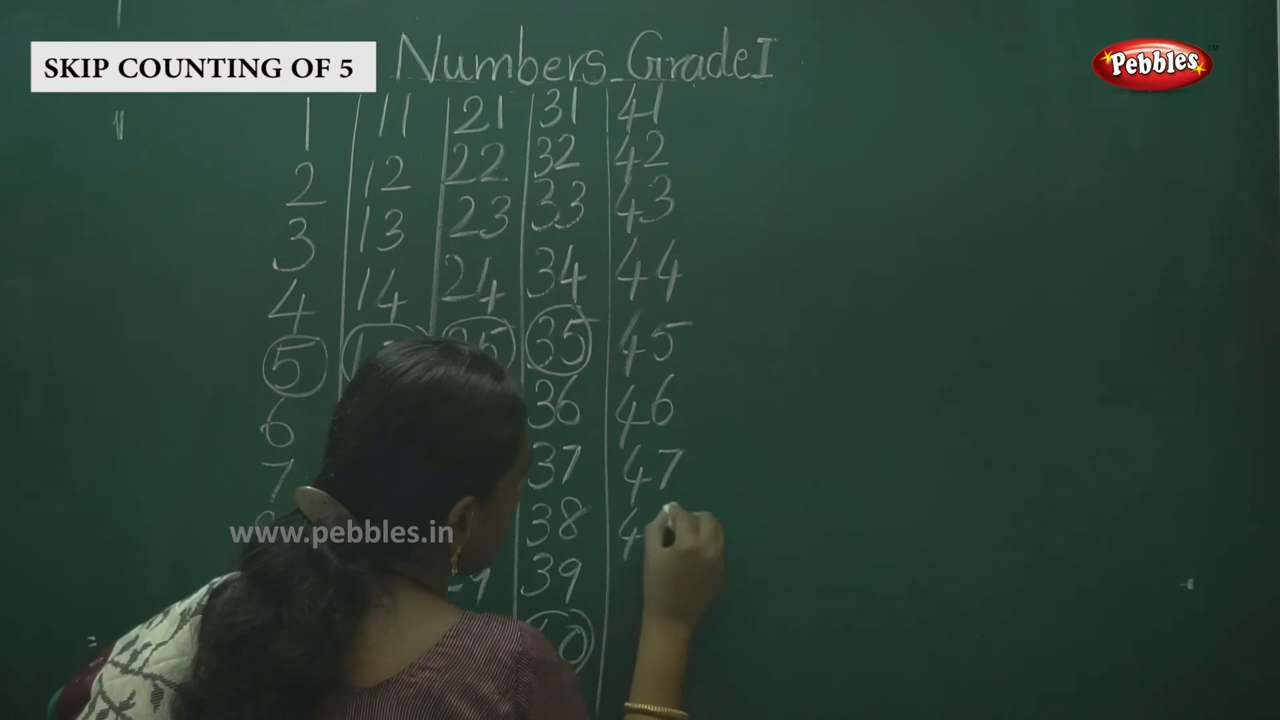 SKIP COUNTING OF 5
Numbers-Grade I
Pebbles™
1 11 21 31 41
2 12 22 32 42
3 13 23 33 43
4 14 24 34 44
5 35 45
6 36 46
7 37 47
38 4
39
www.pebbles.in